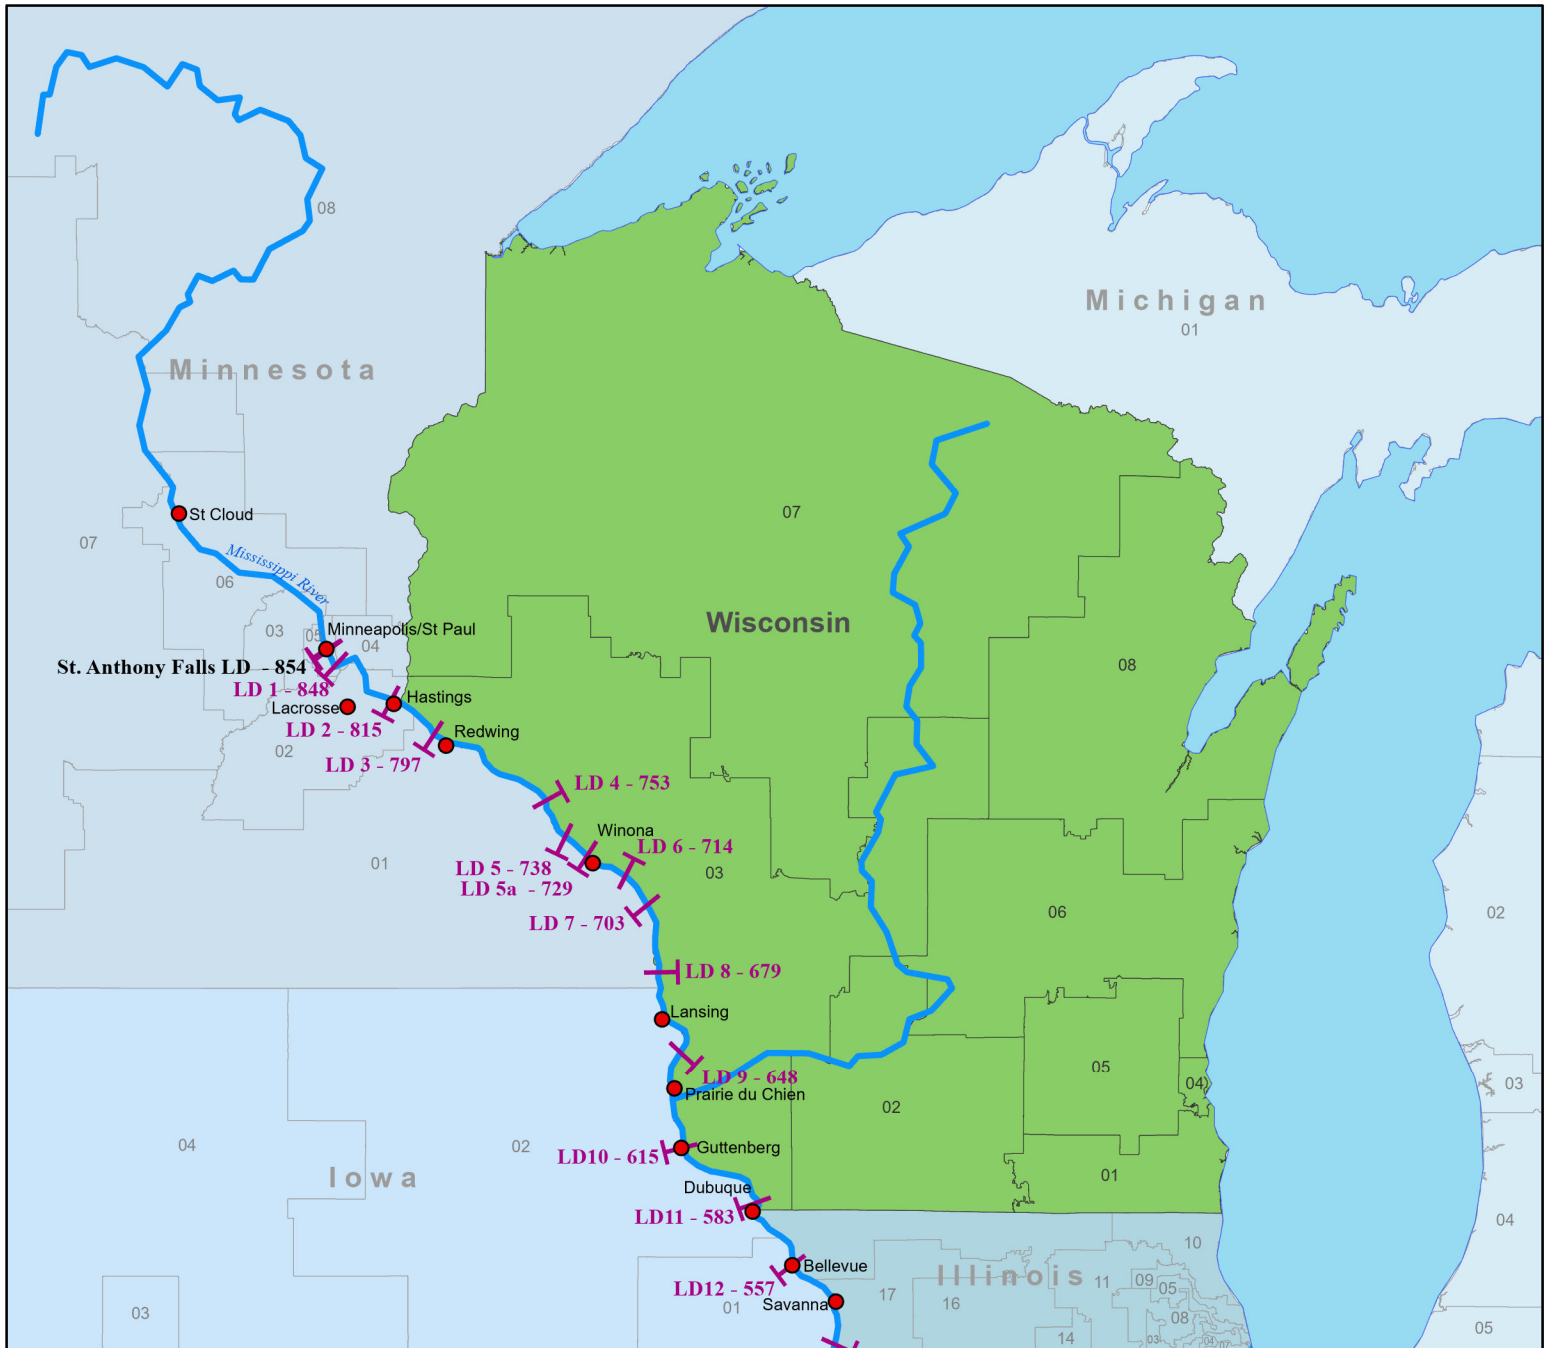 08
Michigan
01
Minnesota
07
St Cloud
07
Mississippi River
06
Wisconsin
03
05
Minneapolis/St Paul
04
08
St. Anthony Falls LD - 854
LD 1 - 848
Hastings
Lacrosse
LD 2 - 815
Redwing
02
LD 3 - 797
LD 4 - 753
Winona
LD 6 - 714
01
LD 5 - 738
03
LD 5a - 729
06
02
LD 7 - 703
LD 8 - 679
Lansing
05
LD 9 - 648
04
03
Prairie du Chien
02
04
02
Guttenberg
LD10 - 615
Iowa
01
Dubuque
LD11 - 583
04
10
Bellevue
Illinois
11
09
05
LD12 - 557
17
Savanna
16
01
03
08
05
14
03
04
07